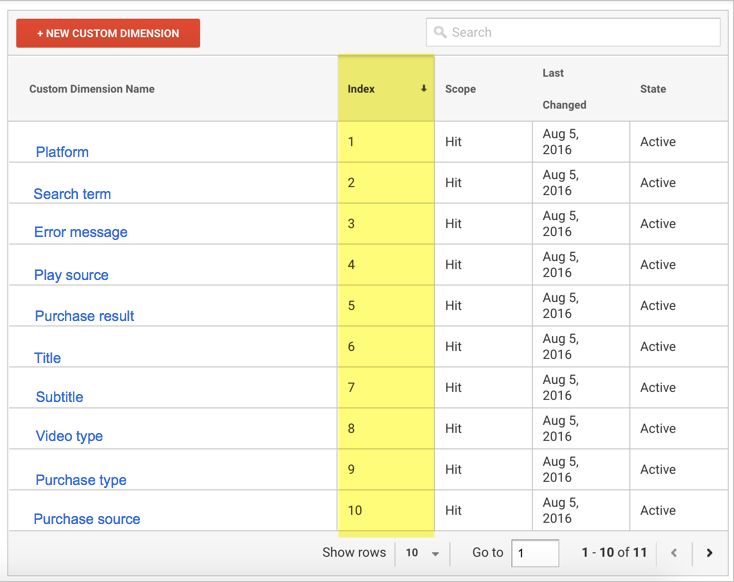 + NEW CUSTOM DIMENSION
Search
Custom Dimension Name
Index
Scope
Last
Changed
State
Platform 1 Hit Aug 5,
2016 Active
Search term 2 Hit Aug 5,
2016 Active
Error message 3 Hit Aug 5,
2016 Active
Play source 4 Hit Aug 5,
2016 Active
Purchase result 5 Hit Aug 5,
2016 Active
Title 6 Hit Aug 5,
2016 Active
Subtitle 7 Hit Aug 5,
2016 Active
Video type 8 Hit Aug 5,
2016 Active
Purchase type 9 Hit Aug 5,
2016 Active
Purchase source 10 Hit Aug 5,
2016 Active
Show rows 10 Go to 1 1 - 10 of 11